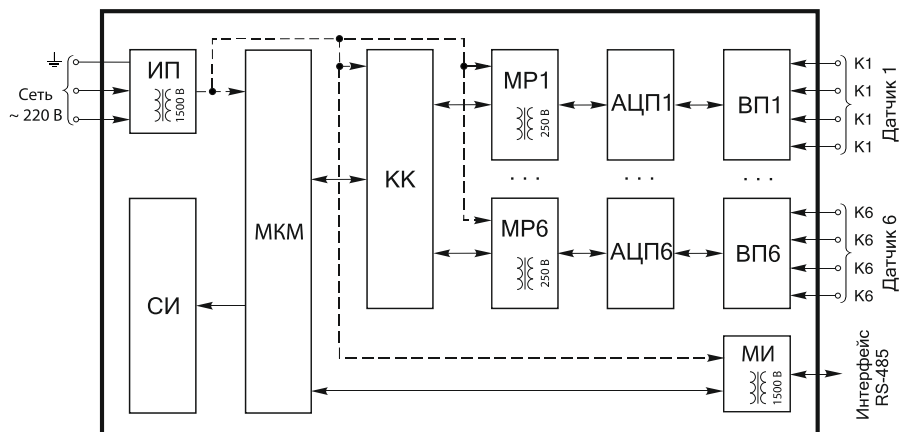 Сеть
~ 220 В
ИП
1500 В
СИ
МКМ
КК
МР1
250 В
АЦП1
ВП1
К1
К1
К1
К1
Датчик 1
. . .
. . .
. . .
МР6
250 В
АЦП6
ВП6
К6
К6
К6
К6
Датчик 6
МИ
1500 В
Интерфейс
RS-485